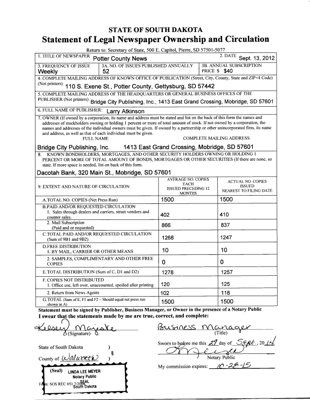 STATE OF SOUTH DAKOTA
Statement of Legal Newspaper Ownership and Circulation
Return to: Secretary of State, 500 E. Capitol, Pierre, SD 57501-5077
1. TITLE OF NEWSPAPER Potter County News
2. DATE Sept. 13, 2012
3. FREQUENCY OF ISSUE Weekly
3A. NO. OF ISSUES PUBLISHED ANNUALLY 52
3B. ANNUAL SUBSCRIPTION PRICE: $ $40
4. COMPLETE MAILING ADDRESS OF KNOWN OFFICE OF PUBLICATION (Street, City, County, State and ZIP+4 Code)
(Not printers) 110 S. Exene St., Potter County, Gettysburg, SD 57442
5. COMPLETE MAILING ADDRESS OF THE HEADQUARTERS OR GENERAL BUSINESS OFFICES OF THE
PUBLISHER (Not printers) Bridge City Publishing, Inc., 1413 East Grand Crossing, Mobridge, SD 57601
6. FULL NAME OF PUBLISHER: Larry Atkinson
7. OWNER (If owned by a corporation, its name and address must be stated and list on the back of this form the names and
addresses of stockholders owning or holding 1 percent or more of total amount of stock. If not owned by a corporation, the
names and addresses of the individual owners must be given. If owned by a partnership or other unincorporated firm, its name
and address, as well as that of each individual must be given.
FULL NAME COMPLETE MAILING ADDRESS
Bridge City Publishing, Inc. 1413 East Grand Crossing, Mobridge, SD 57601
8. KNOWN BONDHOLDERS, MORTGAGES, AND OTHER SECURITY HOLDERS OWNING OR HOLDING 1
PERCENT OR MORE OF TOTAL AMOUNT OF BONDS, MORTGAGES OR OTHER SECURITIES (If there are none, so
state. If more space is needed, list on back of this form.
Dacotah Bank, 320 Main St., Mobridge, SD 57601
9. EXTENT AND NATURE OF CIRCULATION
AVERAGE NO. COPIES
EACH
ISSUED PRECEDING 12
MONTHS
ACTUAL NO. COPIES
ISSUED
NEAREST TO FILING DATE
A. TOTAL NO. COPIES (Net Press Run) 1500 1500
B. PAID AND/OR REQUESTED CIRCULATION
1. Sales through dealers and carriers, street vendors and
counter sales. 402 410
2. Mail Subscription
(Paid and or requested) 866 837
C. TOTAL PAID AND/OR REQUESTED CIRCULATION
(Sum of 9B1 and 9B2) 1268 1247
D. FREE DISTRIBUTION
1. BY MAIL, CARRIER OR OTHER MEANS 10 10
2. SAMPLES, COMPLIMENTARY AND OTHER FREE
COPIES 0 0
E. TOTAL DISTRIBUTION (Sum of C, D1 and D2) 1278 1257
F. COPIES NOT DISTRIBUTED
1. Office use, left over, unaccounted, spoiled after printing 120 125
2. Return from News Agents 102 118
G. TOTAL (Sum of E, F1 and F2 - Should equal net press run
shown in A) 1500 1500
Statement must be signed by Publisher, Business Manager, or Owner in the presence of a Notary Public
I swear that the statements made by me are true, correct, and complete:
Kelsey
(Signature)
Business Manager
(Title)
State of South Dakota )
County of Walworth )
Sworn to before me this day of Sept, 20
Notary Public
(Seal) LINDA LEE MEYER
Notary Public
SEAL
South Dakota
My commission expires: